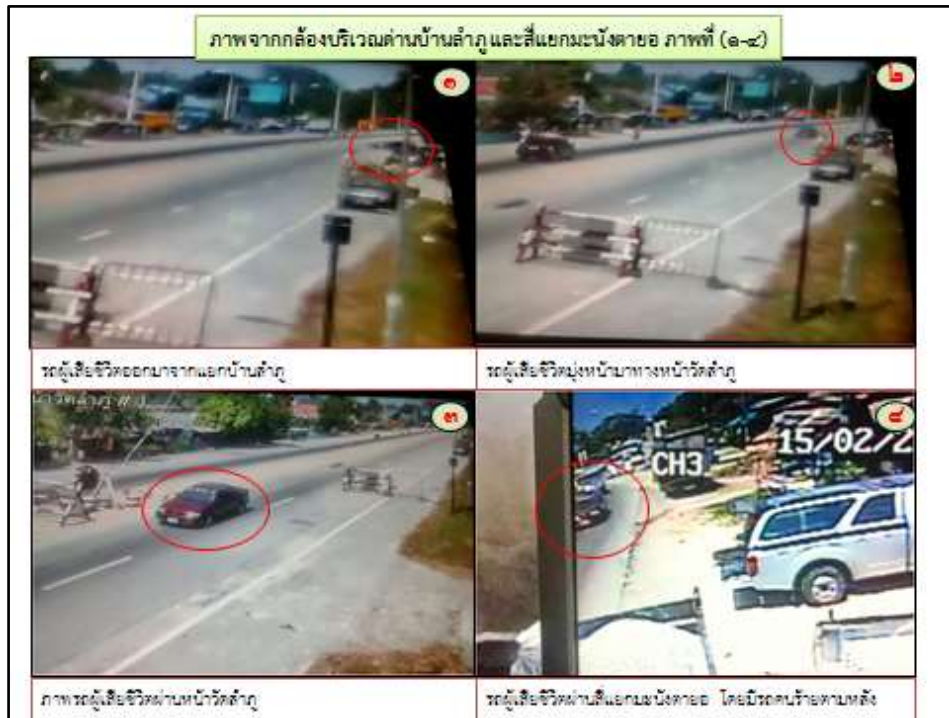 ภาพจากกล้องบริเวณด่านบ้านลำภู และสี่แยกมะนังตายอ ภาพที่ (๑-๔)
๑
๒
รถผู้เสียชีวิตออกมาจากแยกบ้านลำภู
รถผู้เสียชีวิตมุ่งหน้ามาทางหน้าวัดลำภู
หน้าวัดลำภู
๓
๔
CH3
15/02/2
ภาพรถผู้เสียชีวิตผ่านหน้าวัดลำภู
รถผู้เสียชีวิตผ่านสี่แยกมะนังตายอ โดยมีรถคนร้ายตามหลัง